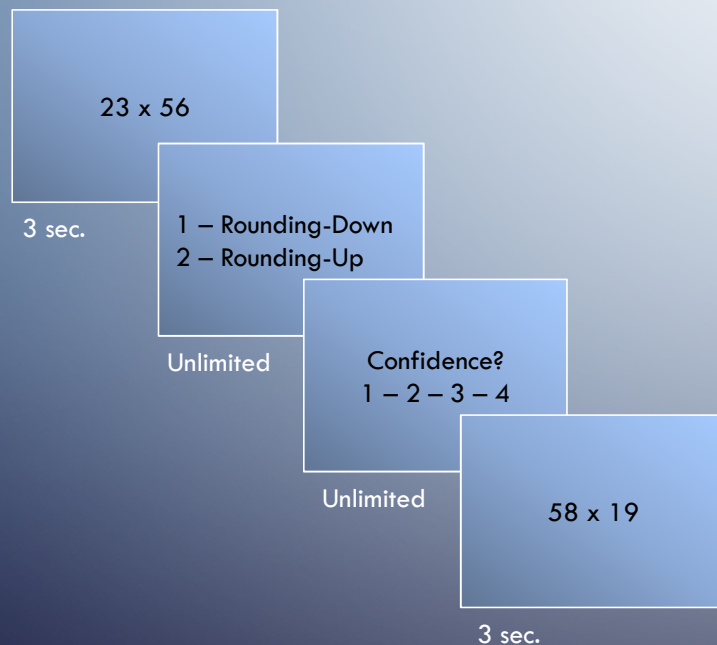 23 x 56
3 sec.
1 – Rounding-Down
2 – Rounding-Up
Unlimited
Confidence?
1 – 2 – 3 – 4
Unlimited
58 x 19
3 sec.